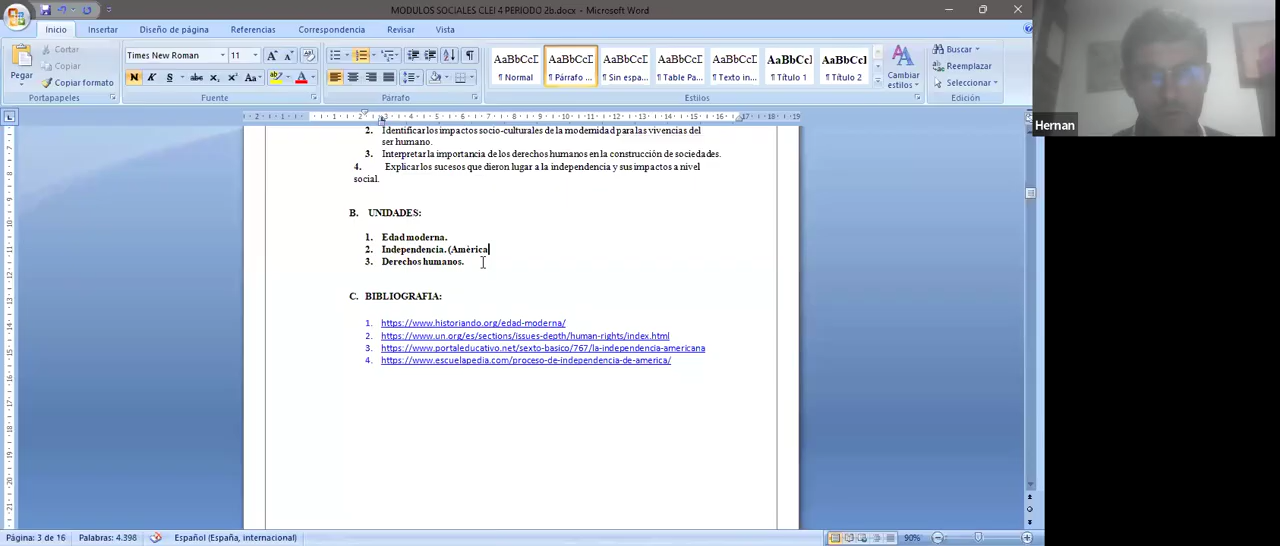 MODULOS SOCIALES CLEI 4 PERIODO 2b.docx - Microsoft Word
Inicio Insertar Diseño de página Referencias Correspondencia Revisar Vista
Pegar
Cortar
Copiar
Copiar formato
Portapapeles
Times New Roman 11
Fuente
Párrafo
AaBbCcI AaBbCcI AaBbCcI AaBbCcI AaBbCcI AaBbCc AaBbCc
¶ Normal ¶ Párrafo ... ¶ Sin espa... ¶ Table Pa... ¶ Texto in... ¶ Título 1 ¶ Título 2
Cambiar
estilos
Estilos
Buscar
Reemplazar
Seleccionar
Edición
Hernan
2. Identificar los impactos socio-culturales de la modernidad para las vivencias del
ser humano.
3. Interpretar la importancia de los derechos humanos en la construcción de sociedades.
4. Explicar los sucesos que dieron lugar a la independencia y sus impactos a nivel
social.
B. UNIDADES:
1. Edad moderna.
2. Independencia. (Amèrica
3. Derechos humanos.
C. BIBLIOGRAFIA:
1. https://www.historiando.org/edad-moderna/
2. https://www.un.org/es/sections/issues-depth/human-rights/index.html
3. https://www.portaleducativo.net/sexto-basico/767/la-independencia-americana
4. https://www.escuelapedia.com/proceso-de-independencia-de-america/
Página: 3 de 16 Palabras: 4.398 Español (España, internacional) 90%